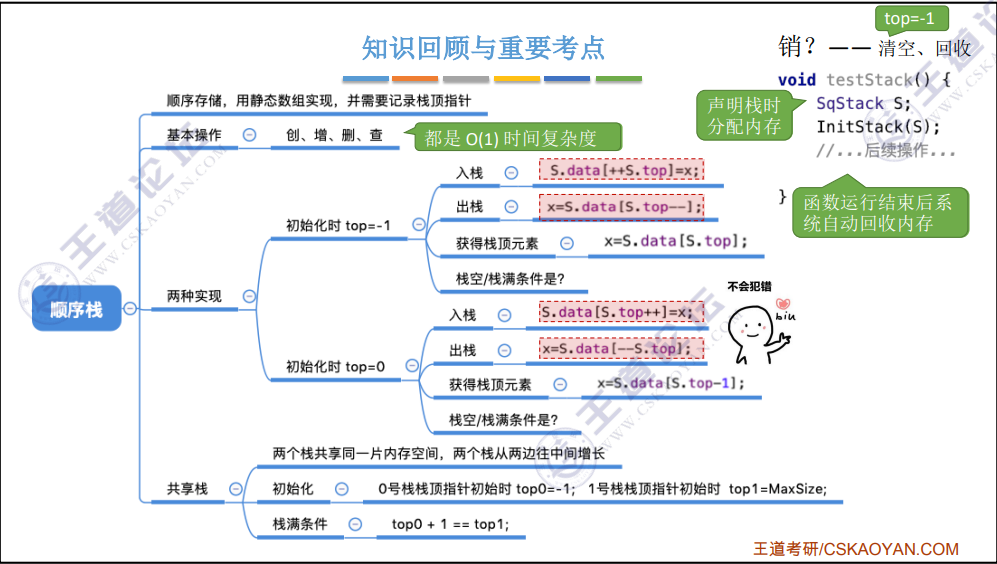 知识回顾与重要考点
top=-1
销？—— 清空、回收
void testStack() {
SqStack S;
InitStack(S);
//...后续操作...
}
声明栈时
分配内存
函数运行结束后系
统自动回收内存
顺序栈
顺序存储，用静态数组实现，并需要记录栈顶指针
基本操作
创、增、删、查
都是 O(1) 时间复杂度
两种实现
初始化时 top=-1
入栈
S.data[++S.top]=x;
出栈
x=S.data[S.top--];
获得栈顶元素
x=S.data[S.top];
栈空/栈满条件是?
初始化时 top=0
入栈
S.data[S.top++]=x;
出栈
x=S.data[--S.top];
获得栈顶元素
x=S.data[S.top-1];
栈空/栈满条件是?
不会犯错
biu
共享栈
两个栈共享同一片内存空间，两个栈从两边往中间增长
初始化
0号栈栈顶指针初始时 top0=-1； 1号栈栈顶指针初始时 top1=MaxSize;
栈满条件
top0 + 1 == top1;
王道考研/CSKAOYAN.COM
王道论坛
WWW.CSKAOYAN.COM